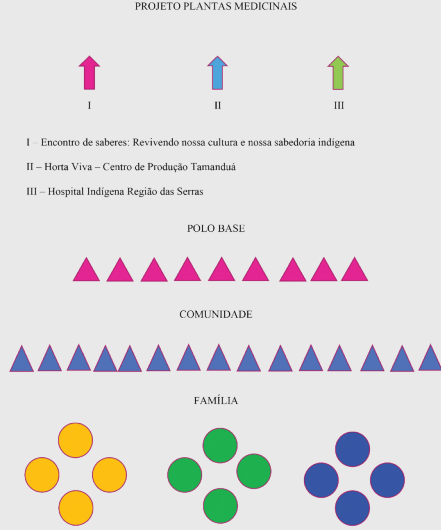 PROJETO PLANTAS MEDICINAIS
I II III
I – Encontro de saberes: Revivendo nossa cultura e nossa sabedoria indígena
II – Horta Viva – Centro de Produção Tamanduá
III – Hospital Indígena Região das Serras
POLO BASE
COMUNIDADE
FAMÍLIA